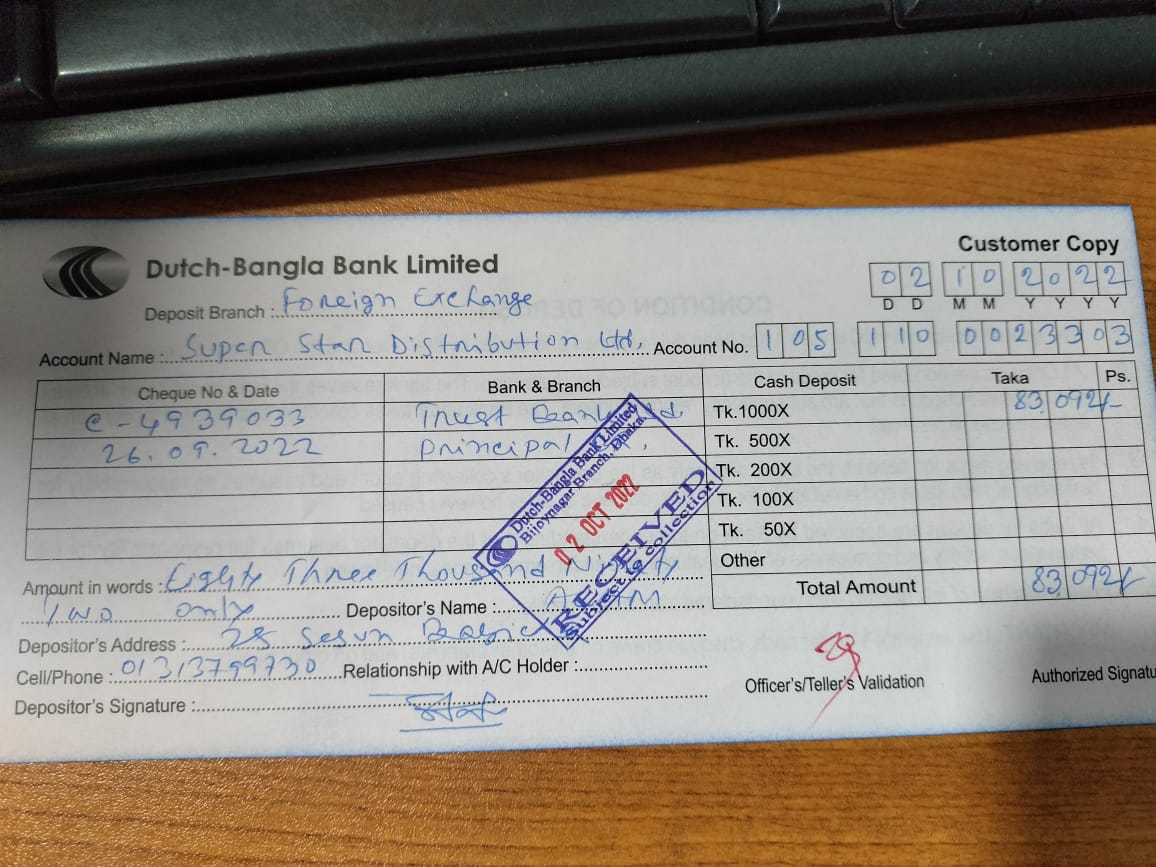 Customer Copy
Dutch-Bangla Bank Limited
02 10 2022
D D M M Y Y Y Y
Deposit Branch : Foreign Exchange
Account Name : Super Star Distribution Ltd, Account No. 105 110 0023303
Cheque No & Date Bank & Branch Cash Deposit Taka Ps.
C-4939033 Trust Bank Ltd. Tk.1000X 83,092/-
26.09.2022 Principal Tk. 500X
Tk. 200X
Tk. 100X
Tk. 50X
Other
Total Amount 83,092/-
Dutch-Bangla Bank Limited
Bijoynagar Branch, Dhaka
02 OCT 2022
RECEIVED
Subject to collection
Amount in words : Eighty Three Thousand Ninety
Two only Depositor's Name :
Depositor's Address : 28 Segun
Cell/Phone : 01313799730 Relationship with A/C Holder :
Depositor's Signature :
Officer's/Teller's Validation
Authorized Signatu